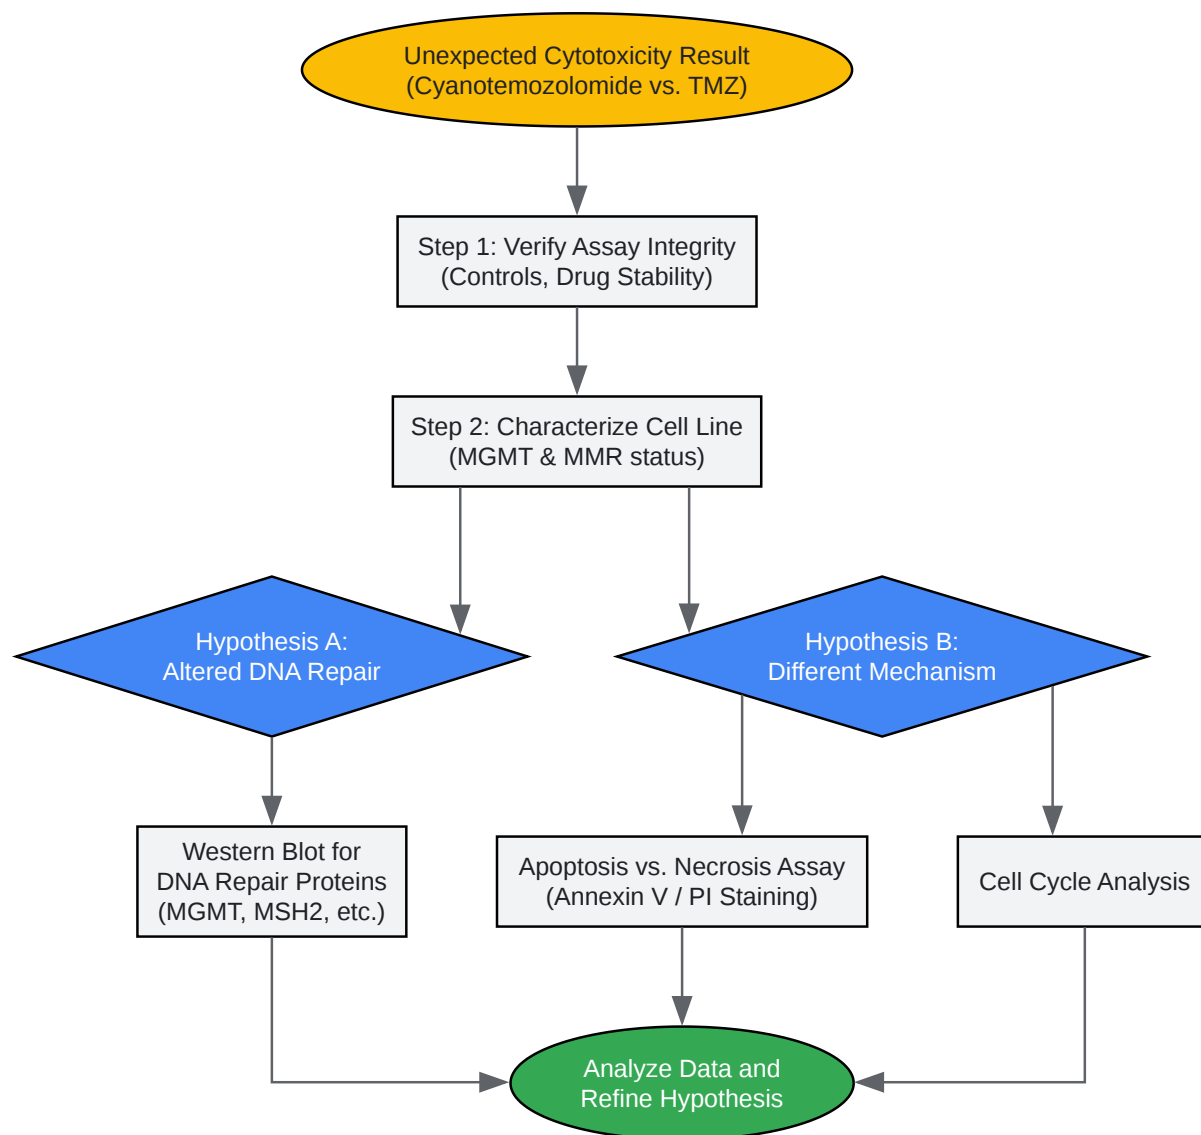 Unexpected Cytotoxicity Result
(Cyanotemozolomide vs. TMZ)
Step 1: Verify Assay Integrity
(Controls, Drug Stability)
Step 2: Characterize Cell Line
(MGMT & MMR status)
Hypothesis A:
Altered DNA Repair
Hypothesis B:
Different Mechanism
Western Blot for
DNA Repair Proteins
(MGMT, MSH2, etc.)
Apoptosis vs. Necrosis Assay
(Annexin V / PI Staining)
Cell Cycle Analysis
Analyze Data and
Refine Hypothesis